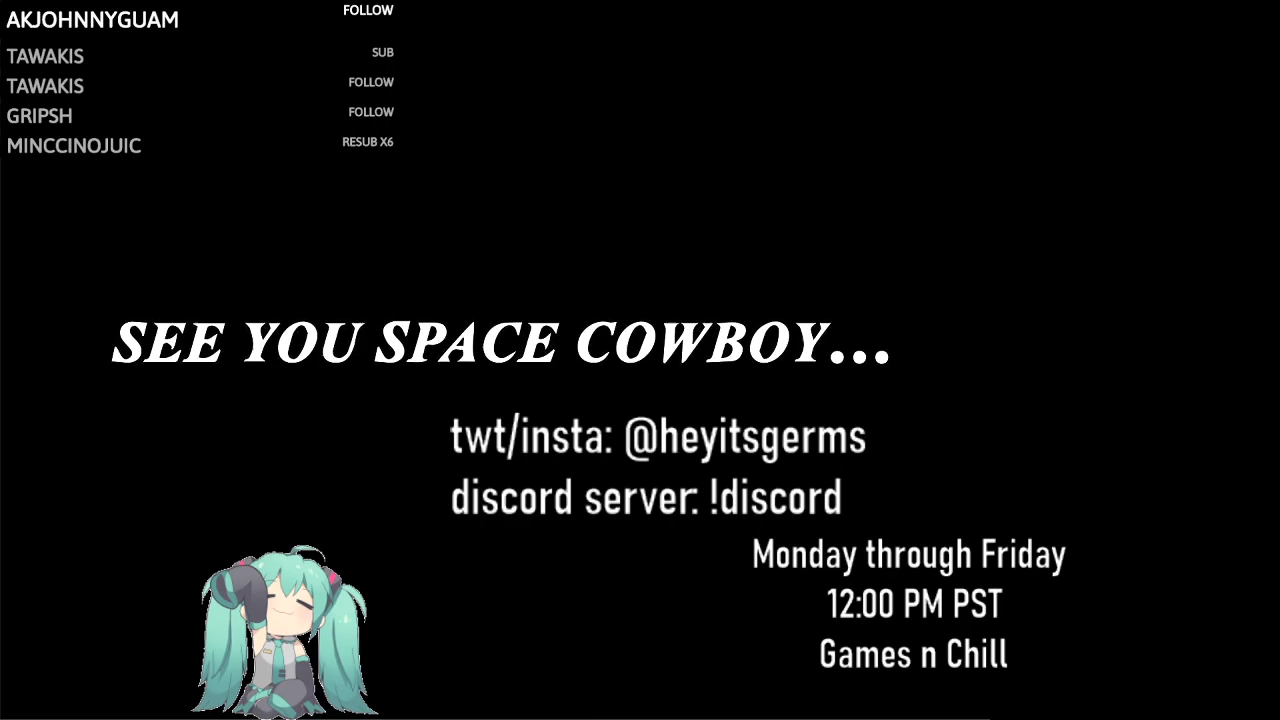 AKJOHNNYGUAM FOLLOW
TAWAKIS SUB
TAWAKIS FOLLOW
GRIPSH FOLLOW
MINCCINOJUIC RESUB X6
SEE YOU SPACE COWBOY...
twt/insta: @heyitsgerms
discord server: !discord
Monday through Friday
12:00 PM PST
Games n Chill